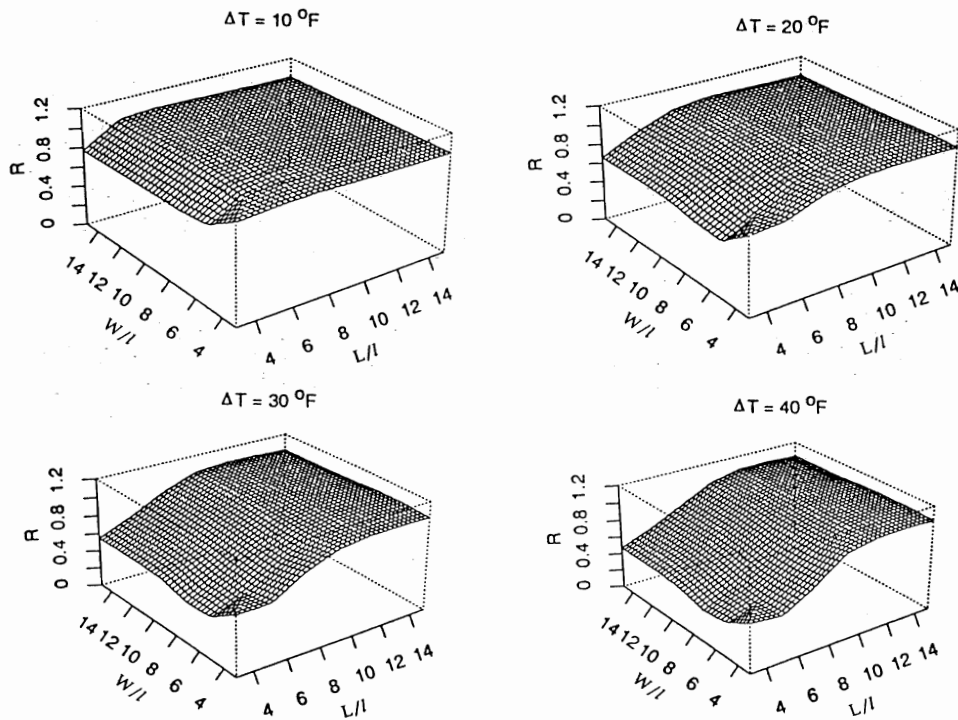 ΔT = 10 °F
R
0 0.4 0.8 1.2
14 12 10 8 6 4
W/l
4 6 8 10 12 14
L/l
ΔT = 20 °F
R
0 0.4 0.8 1.2
14 12 10 8 6 4
W/l
4 6 8 10 12 14
L/l
ΔT = 30 °F
R
0 0.4 0.8 1.2
14 12 10 8 6 4
W/l
4 6 8 10 12 14
L/l
ΔT = 40 °F
R
0 0.4 0.8 1.2
14 12 10 8 6 4
W/l
4 6 8 10 12 14
L/l